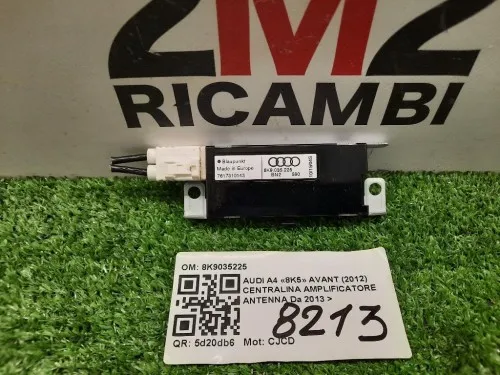 2M2
RICAMBI
Blaupunkt
Made in Europe
8K9.035.225
OM: 8K9035225
AUDI A4 «8K5» AVANT (2012)
CENTRALINA AMPLIFICATORE
ANTENNA Da 2013 >
8213
QR: 5d20db6 Mot: CJCD